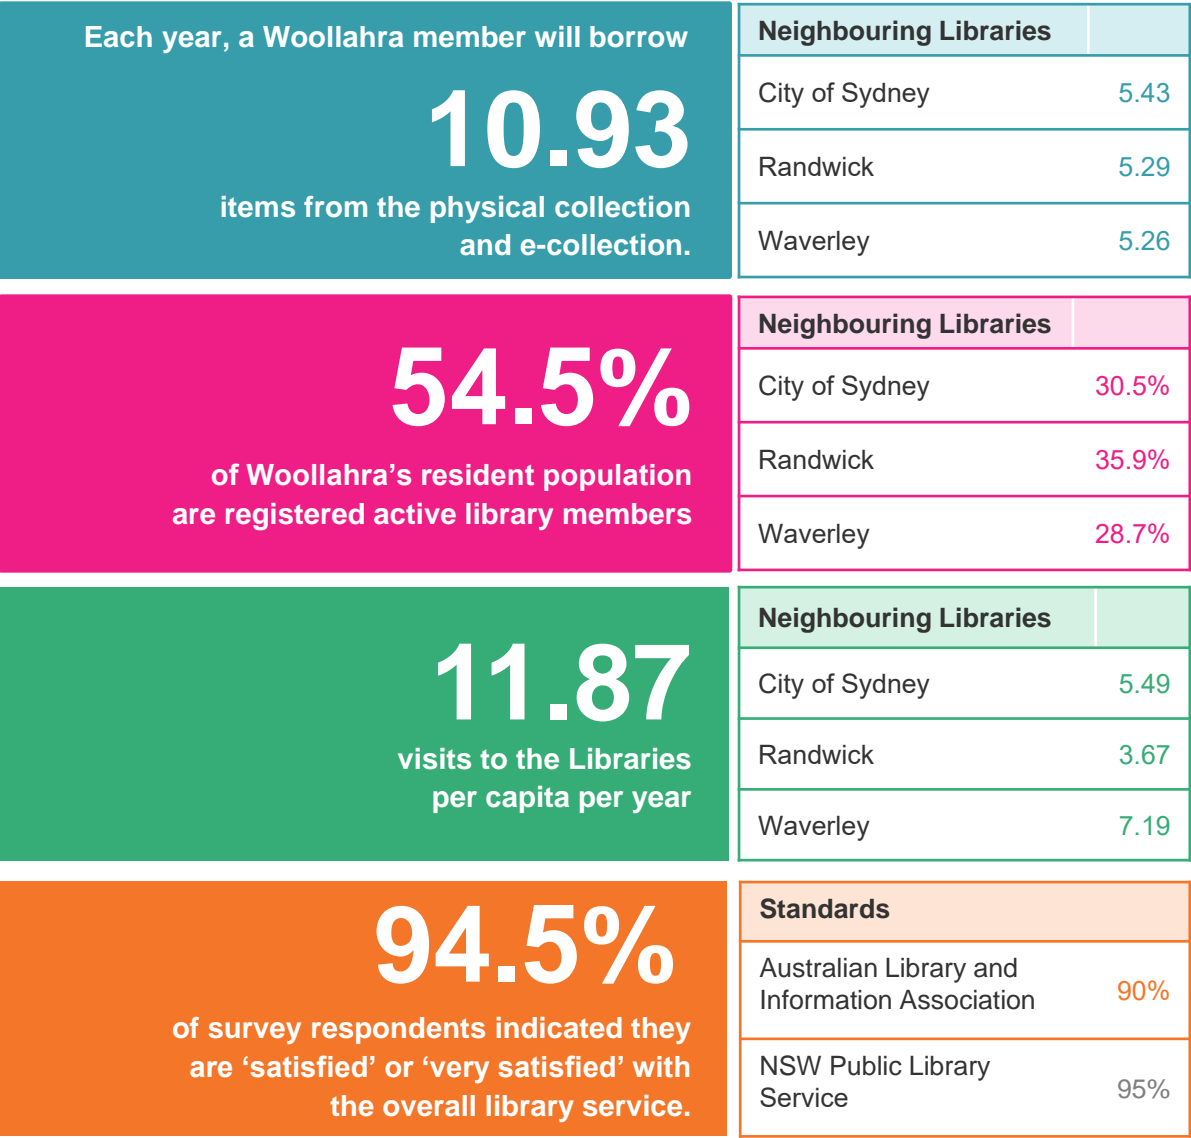 Each year, a Woollahra member will borrow
10.93
items from the physical collection
and e-collection.
Neighbouring Libraries
City of Sydney 5.43
Randwick 5.29
Waverley 5.26
54.5%
of Woollahra’s resident population
are registered active library members
Neighbouring Libraries
City of Sydney 30.5%
Randwick 35.9%
Waverley 28.7%
11.87
visits to the Libraries
per capita per year
Neighbouring Libraries
City of Sydney 5.49
Randwick 3.67
Waverley 7.19
94.5%
of survey respondents indicated they
are ‘satisfied’ or ‘very satisfied’ with
the overall library service.
Standards
Australian Library and
Information Association 90%
NSW Public Library
Service 95%